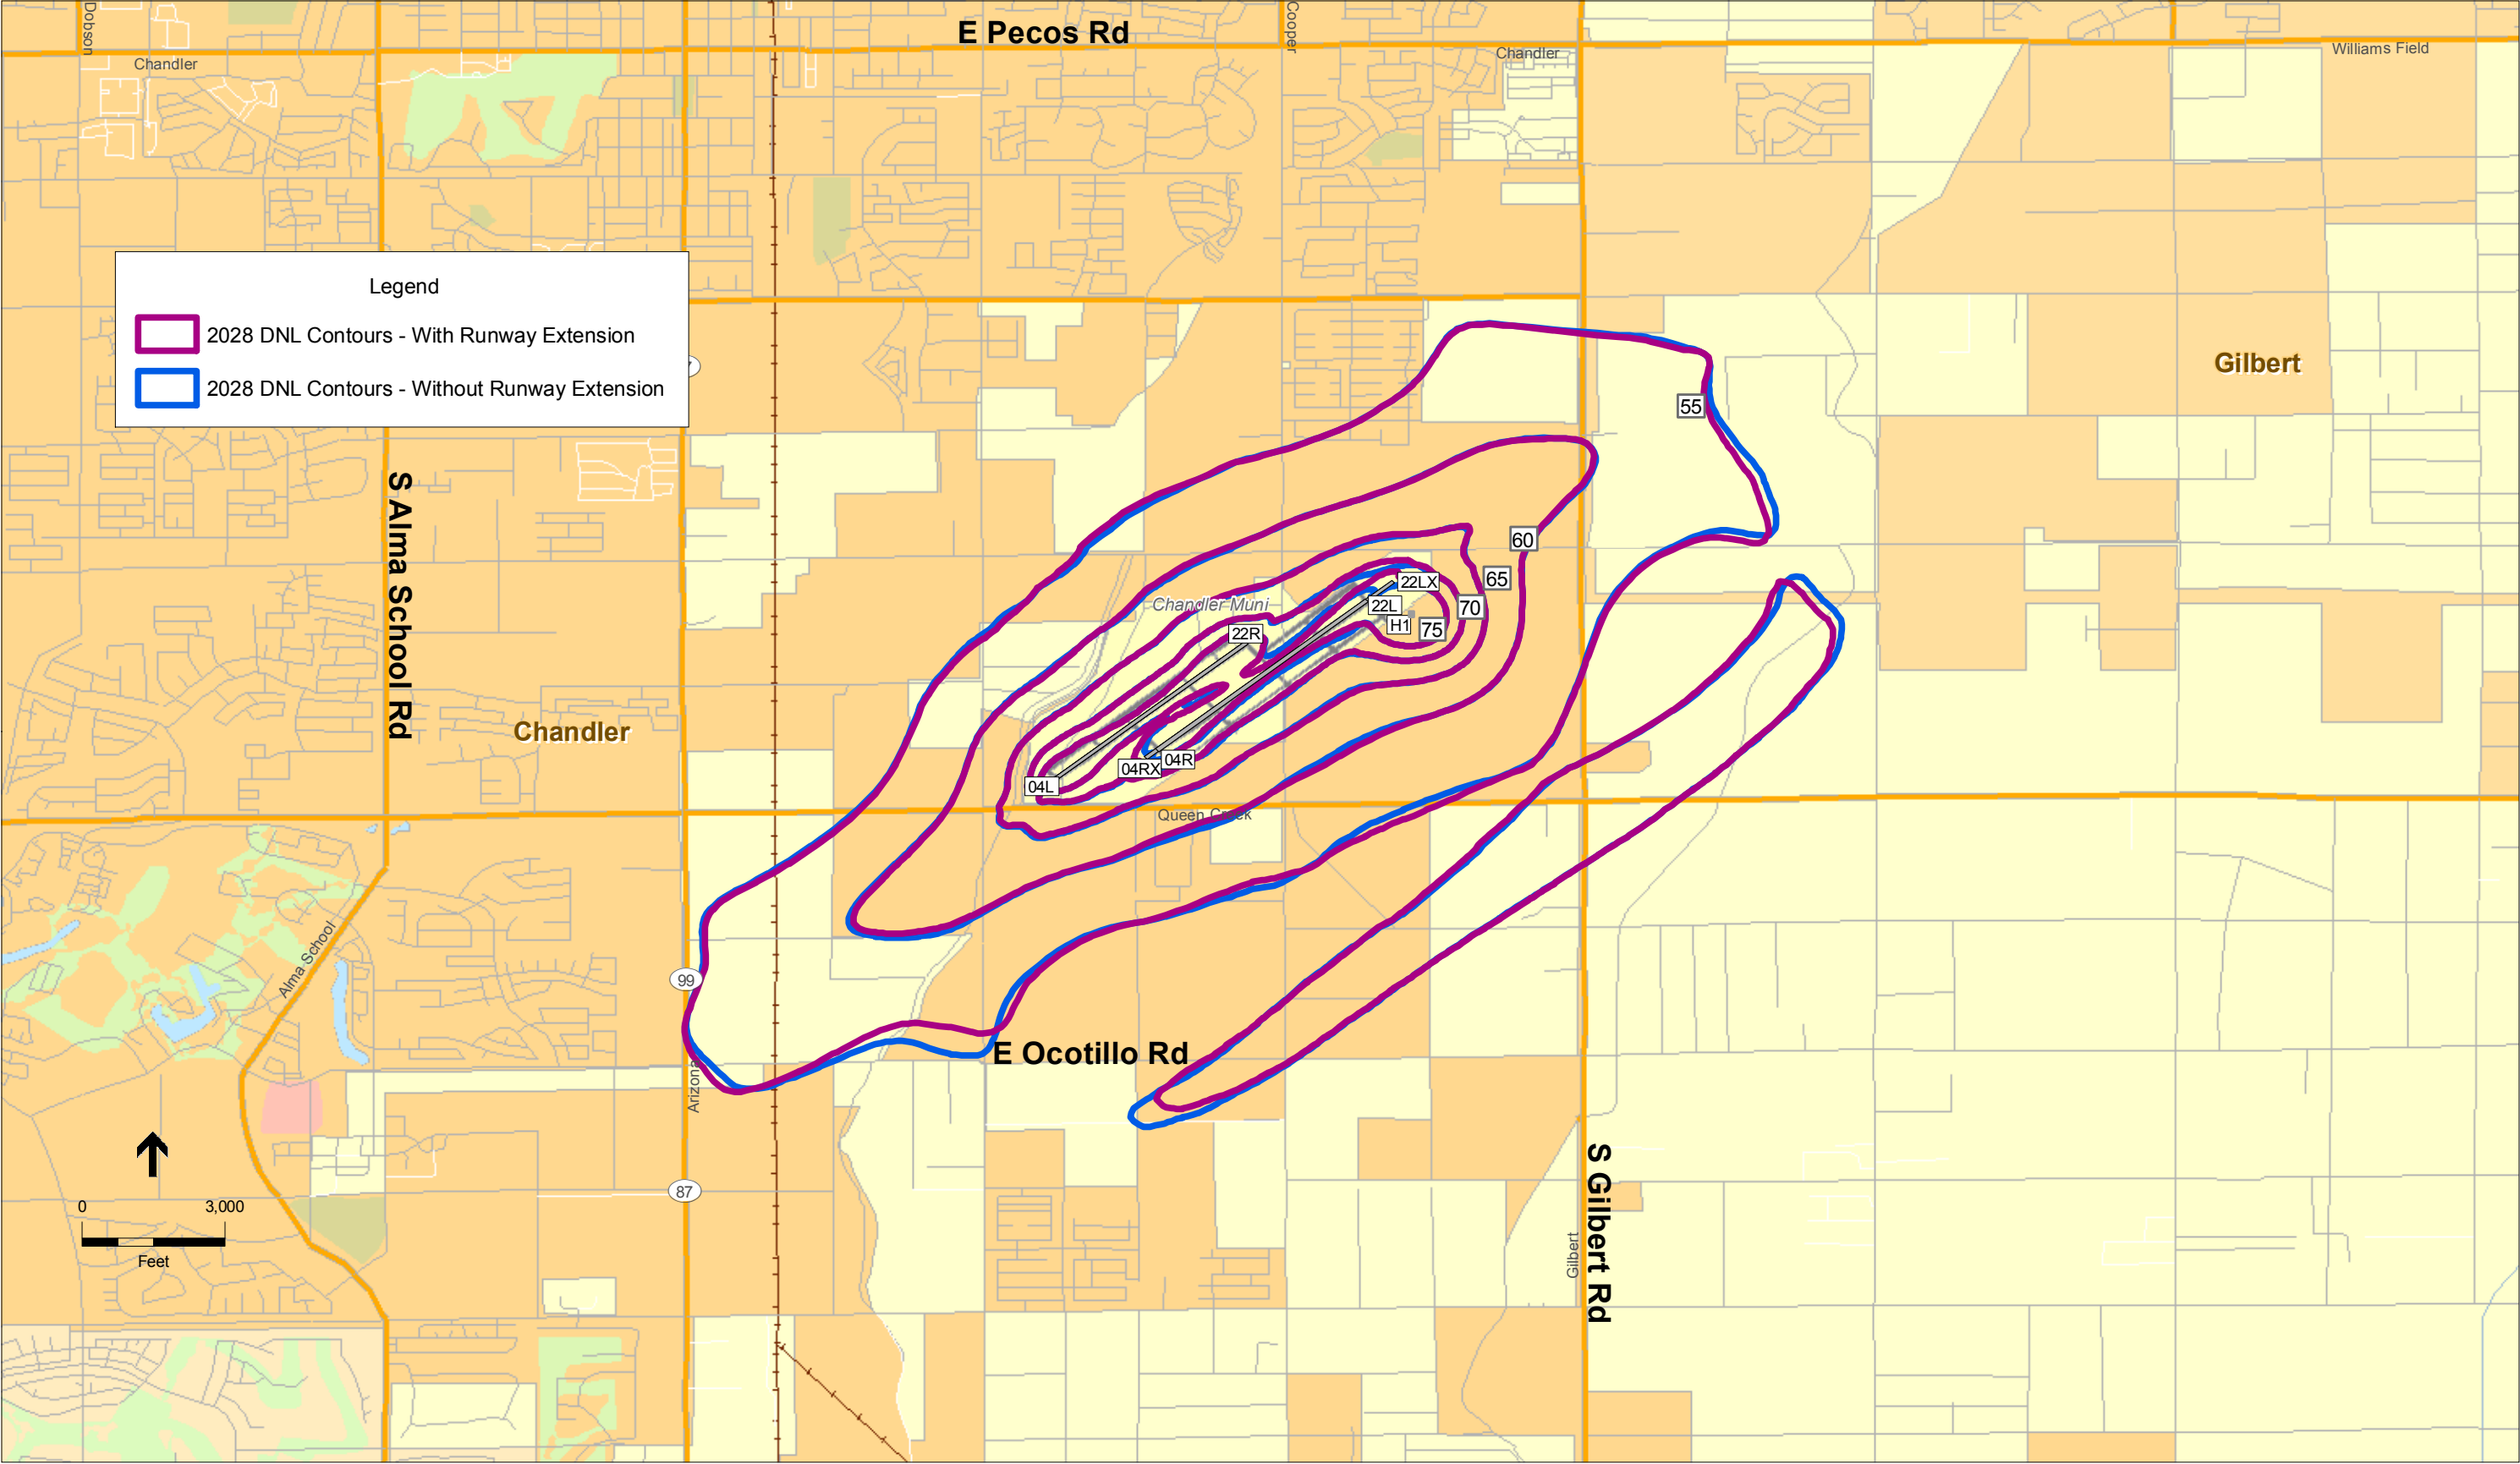 Dobson
E Pecos Rd
Cooper
Chandler
Chandler
Williams Field
Legend
2028 DNL Contours - With Runway Extension
2028 DNL Contours - Without Runway Extension
Gilbert
55
S Alma School Rd
60
65
22LX
70
22L
Chandler Muni
H1
75
22R
Chandler
04R
04RX
04L
Queen Creek
Alma School
99
E Ocotillo Rd
Arizona
S Gilbert Rd
87
0 3,000
Feet
Gilbert